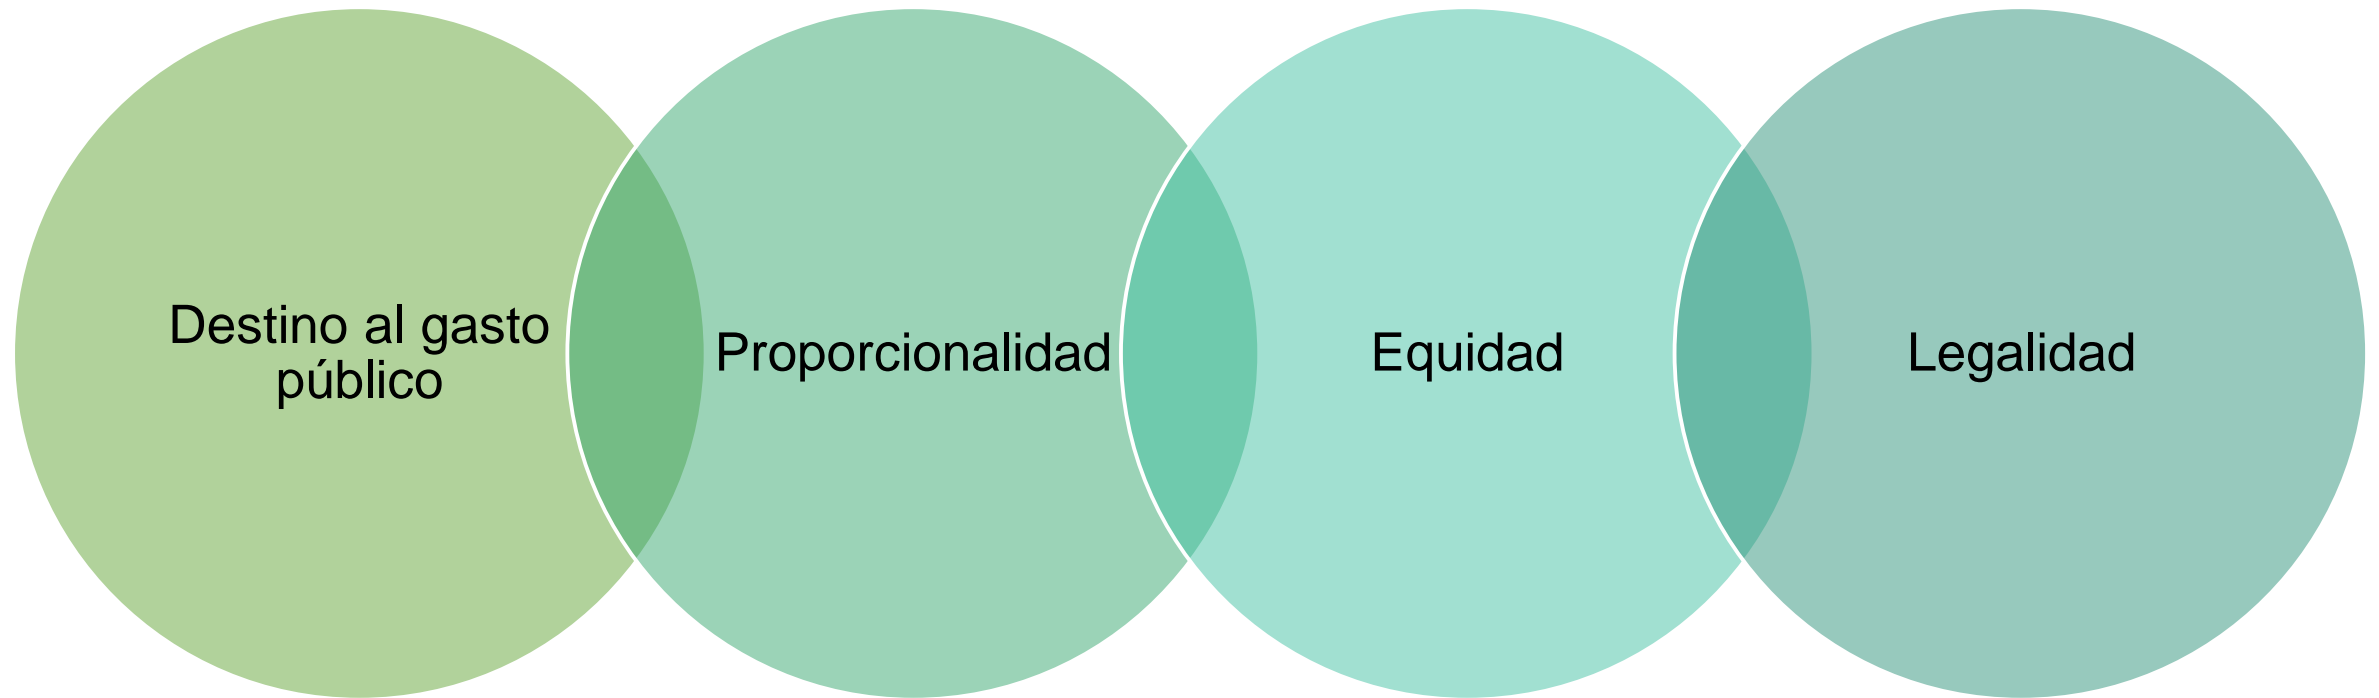 Destino al gasto
público
Proporcionalidad
Equidad
Legalidad